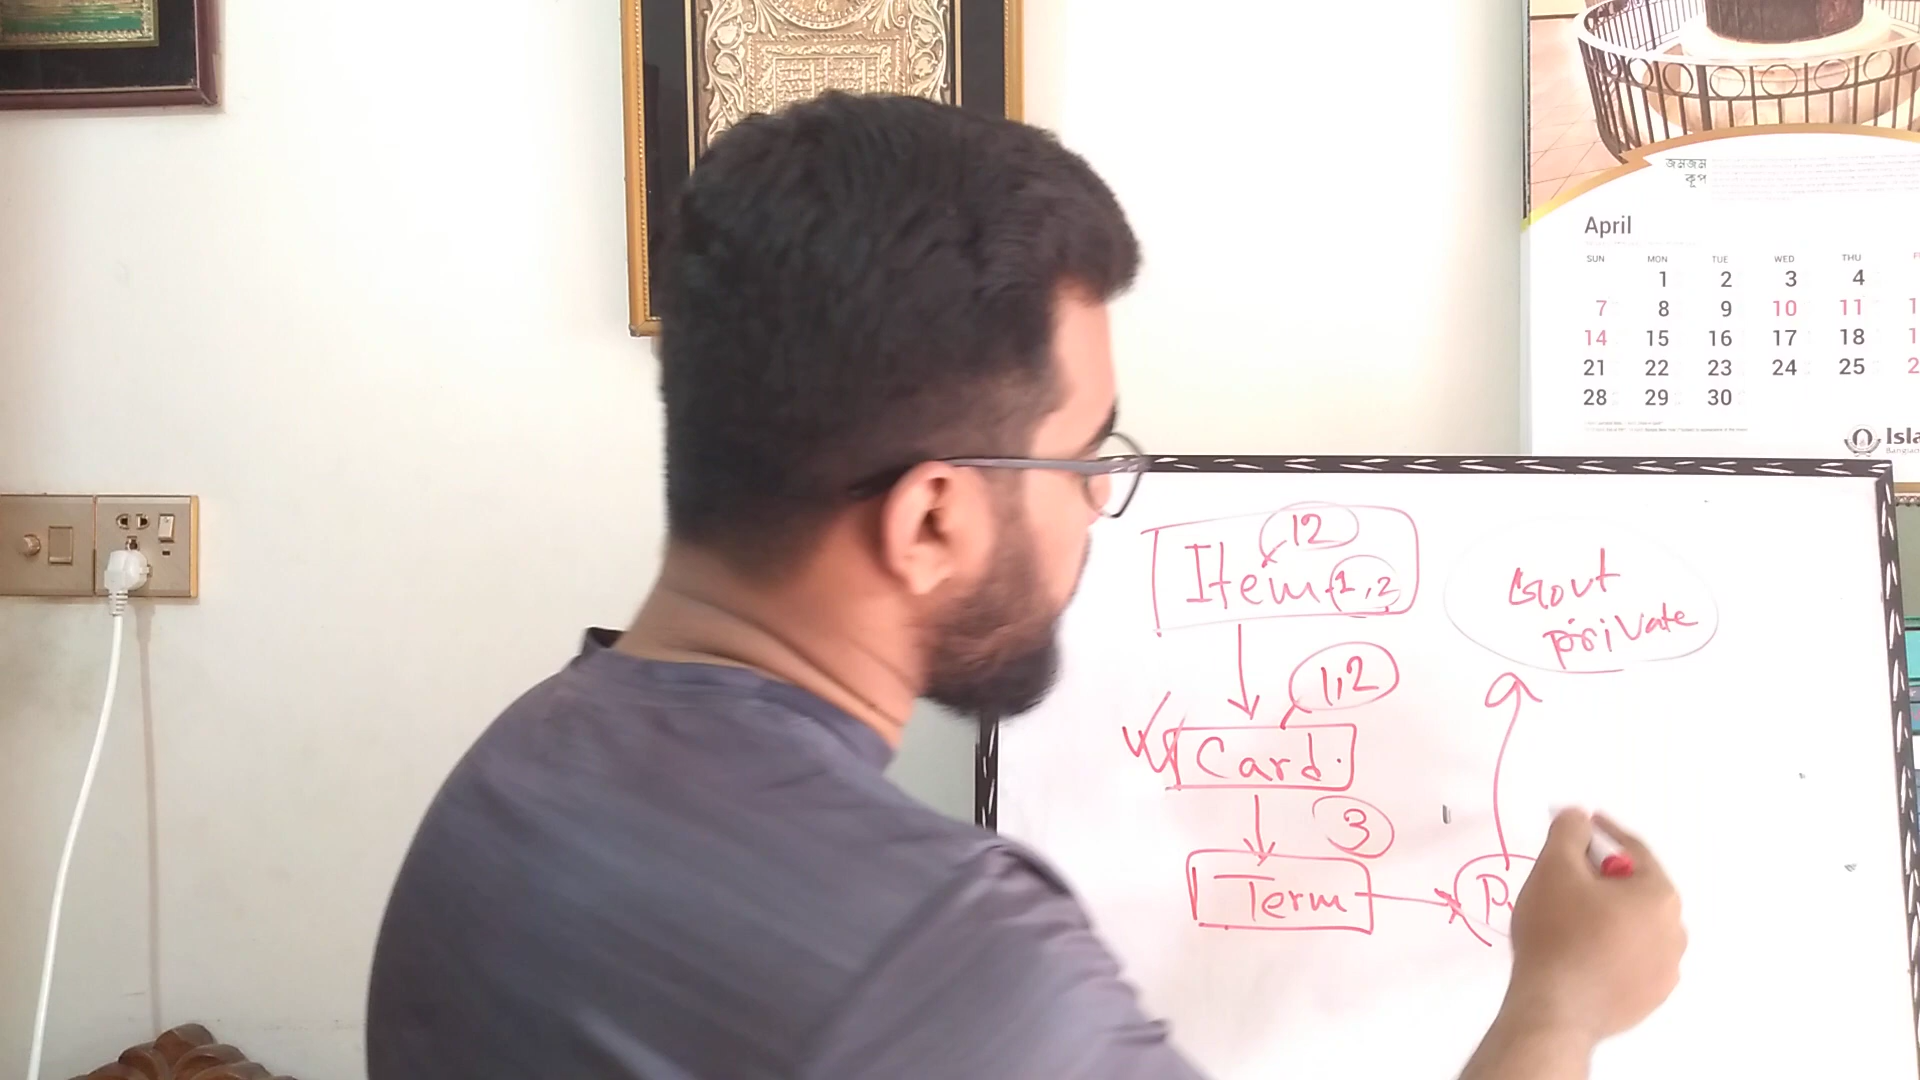 জমজম
কূপ
April
SUN MON TUE WED THU
1 2 3 4
7 8 9 10 11
14 15 16 17 18
21 22 23 24 25
28 29 30
Isla
12
Item 1,2
Govt
private
1,2
Card
3
Term